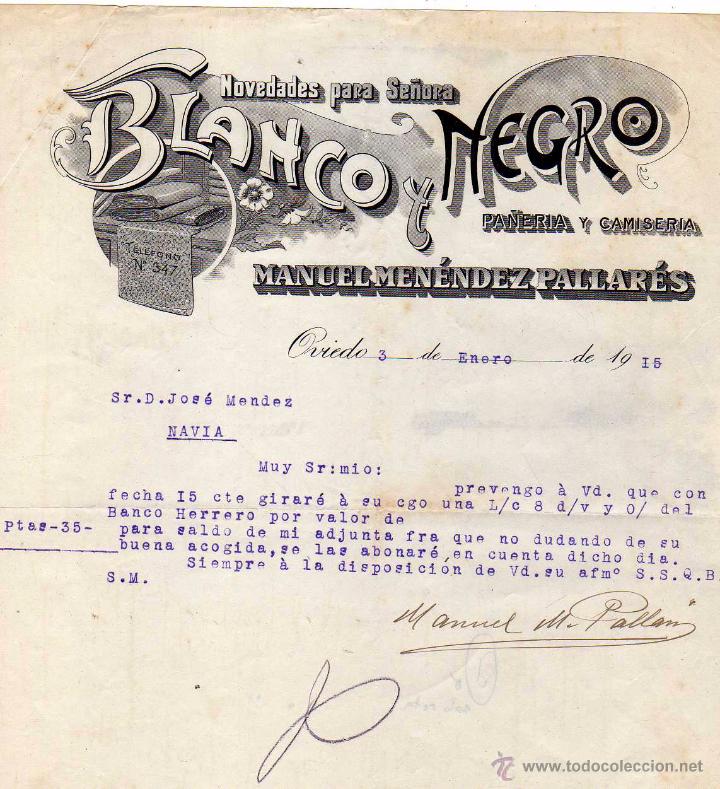 Novedades para Señora
BLANCO Y NEGRO
PAÑERIA Y CAMISERIA
TELEFONO
Nº 347
MANUEL MENÉNDEZ PALLARÉS
Oviedo 3 de Enero de 1915
Sr.D.José Mendez
NAVIA
Muy Sr:mio:
prevengo à Vd. que con
fecha I5 cte giraré à su cgo una L/c 8 d/v y O/ del
Banco Herrero por valor de
Ptas-35-
para saldo de mi adjunta fra que no dudando de su
buena acogida,se las abonaré en cuenta dicho dia.
Siempre à la disposición de Vd.su afmº S.S.Q.B.
S.M.
Manuel M. Pallarés
todocoleccion
www.todocoleccion.net